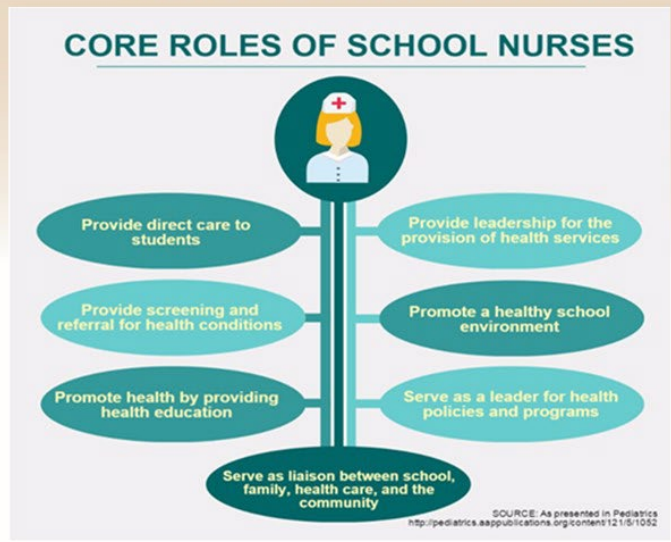 CORE ROLES OF SCHOOL NURSES
Provide direct care to
students
Provide leadership for the
provision of health services
Provide screening and
referral for health conditions
Promote a healthy school
environment
Promote health by providing
health education
Serve as a leader for health
policies and programs
Serve as liaison between school,
family, health care, and the
community
SOURCE: As presented in Pediatrics
http://pediatrics.aappublications.org/content/121/5/1052